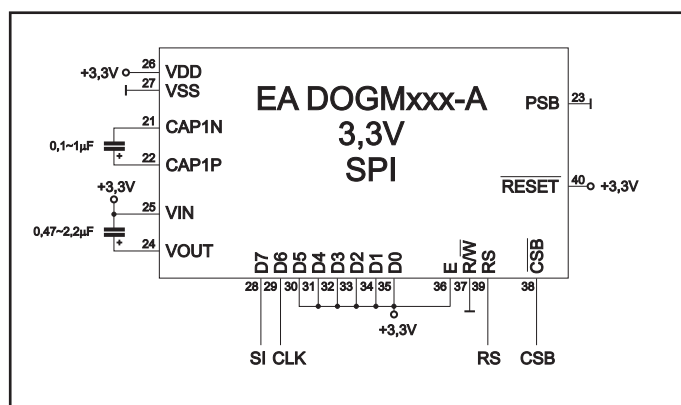 EA DOGMxxx-A
3,3V
SPI
+3,3V
26
VDD
27
VSS
21
CAP1N
0,1~1µF
+
22
CAP1P
+3,3V
25
VIN
0,47~2,2µF
+
24
VOUT
PSB
23
RESET
40
+3,3V
D7
D6
D5
D4
D3
D2
D1
D0
E
R/W
RS
CSB
28
29
30
31
32
33
34
35
36
37
39
38
+3,3V
SI
CLK
RS
CSB